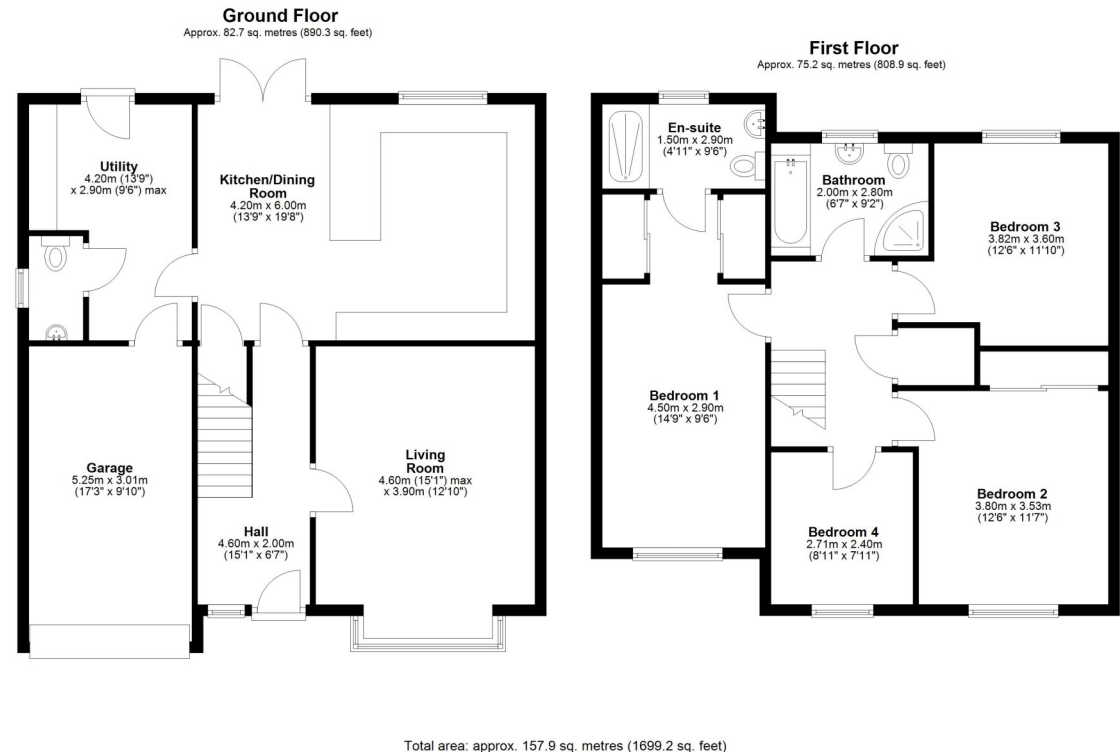 Ground Floor
Approx. 82.7 sq. metres (890.3 sq. feet)
Utility
4.20m (13'9")
x 2.90m (9'6") max
Kitchen/Dining
Room
4.20m x 6.00m
(13'9" x 19'8")
Garage
5.25m x 3.01m
(17'3" x 9'10")
Hall
4.60m x 2.00m
(15'1" x 6'7")
Living
Room
4.60m (15'1") max
x 3.90m (12'10")
First Floor
Approx. 75.2 sq. metres (808.9 sq. feet)
En-suite
1.50m x 2.90m
(4'11" x 9'6")
Bathroom
2.00m x 2.80m
(6'7" x 9'2")
Bedroom 3
3.82m x 3.60m
(12'6" x 11'10")
Bedroom 1
4.50m x 2.90m
(14'9" x 9'6")
Bedroom 2
3.80m x 3.53m
(12'6" x 11'7")
Bedroom 4
2.71m x 2.40m
(8'11" x 7'11")
Total area: approx. 157.9 sq. metres (1699.2 sq. feet)